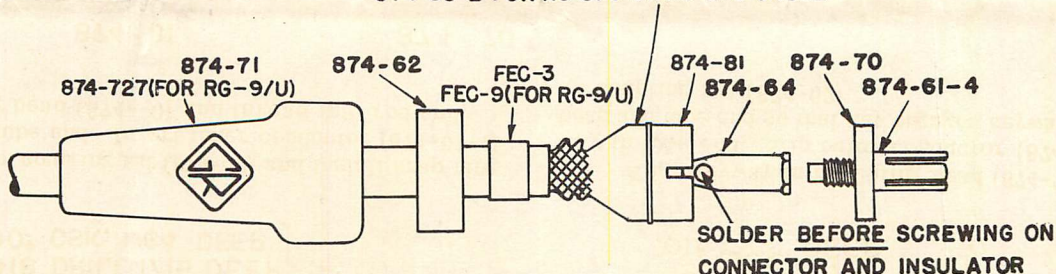 874-71
874-727(FOR RG-9/U)
874-62
FEC-3
FEC-9(FOR RG-9/U)
874-81
874-64
874-70
874-61-4
SOLDER BEFORE SCREWING ON
CONNECTOR AND INSULATOR